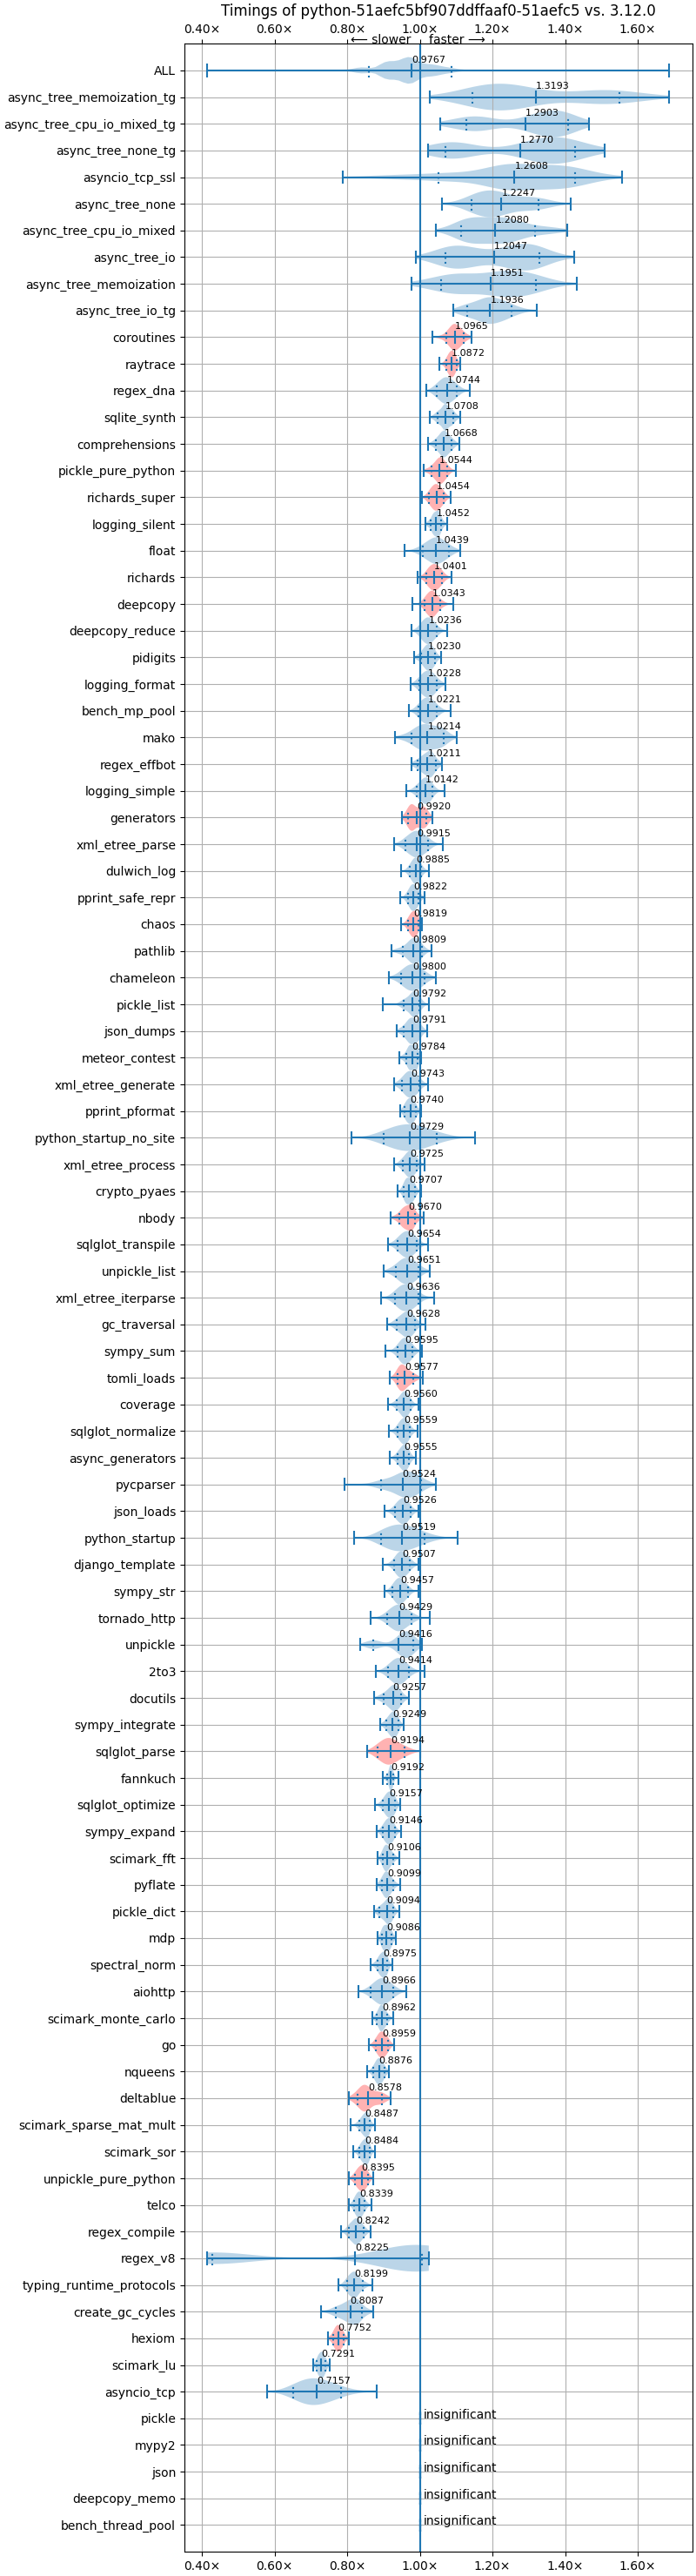 Timings of python-51aefc5bf907ddffaaf0-51aefc5 vs. 3.12.0
0.40× 0.60× 0.80× 1.00× 1.20× 1.40× 1.60×
⟵ slower faster ⟶
ALL 0.9767
async_tree_memoization_tg 1.3193
async_tree_cpu_io_mixed_tg 1.2903
async_tree_none_tg 1.2770
asyncio_tcp_ssl 1.2608
async_tree_none 1.2247
async_tree_cpu_io_mixed 1.2080
async_tree_io 1.2047
async_tree_memoization 1.1951
async_tree_io_tg 1.1936
coroutines 1.0965
raytrace 1.0872
regex_dna 1.0744
sqlite_synth 1.0708
comprehensions 1.0668
pickle_pure_python 1.0544
richards_super 1.0454
logging_silent 1.0452
float 1.0439
richards 1.0401
deepcopy 1.0343
deepcopy_reduce 1.0236
pidigits 1.0230
logging_format 1.0228
bench_mp_pool 1.0221
mako 1.0214
regex_effbot 1.0211
logging_simple 1.0142
generators 0.9920
xml_etree_parse 0.9915
dulwich_log 0.9885
pprint_safe_repr 0.9822
chaos 0.9819
pathlib 0.9809
chameleon 0.9800
pickle_list 0.9792
json_dumps 0.9791
meteor_contest 0.9784
xml_etree_generate 0.9743
pprint_pformat 0.9740
python_startup_no_site 0.9729
xml_etree_process 0.9725
crypto_pyaes 0.9707
nbody 0.9670
sqlglot_transpile 0.9654
unpickle_list 0.9651
xml_etree_iterparse 0.9636
gc_traversal 0.9628
sympy_sum 0.9595
tomli_loads 0.9577
coverage 0.9560
sqlglot_normalize 0.9559
async_generators 0.9555
pycparser 0.9524
json_loads 0.9526
python_startup 0.9519
django_template 0.9507
sympy_str 0.9457
tornado_http 0.9429
unpickle 0.9416
2to3 0.9414
docutils 0.9257
sympy_integrate 0.9249
sqlglot_parse 0.9194
fannkuch 0.9192
sqlglot_optimize 0.9157
sympy_expand 0.9146
scimark_fft 0.9106
pyflate 0.9099
pickle_dict 0.9094
mdp 0.9086
spectral_norm 0.8975
aiohttp 0.8966
scimark_monte_carlo 0.8962
go 0.8959
nqueens 0.8876
deltablue 0.8578
scimark_sparse_mat_mult 0.8487
scimark_sor 0.8484
unpickle_pure_python 0.8395
telco 0.8339
regex_compile 0.8242
regex_v8 0.8225
typing_runtime_protocols 0.8199
create_gc_cycles 0.8087
hexiom 0.7752
scimark_lu 0.7291
asyncio_tcp 0.7157
pickle insignificant
mypy2 insignificant
json insignificant
deepcopy_memo insignificant
bench_thread_pool insignificant
0.40× 0.60× 0.80× 1.00× 1.20× 1.40× 1.60×